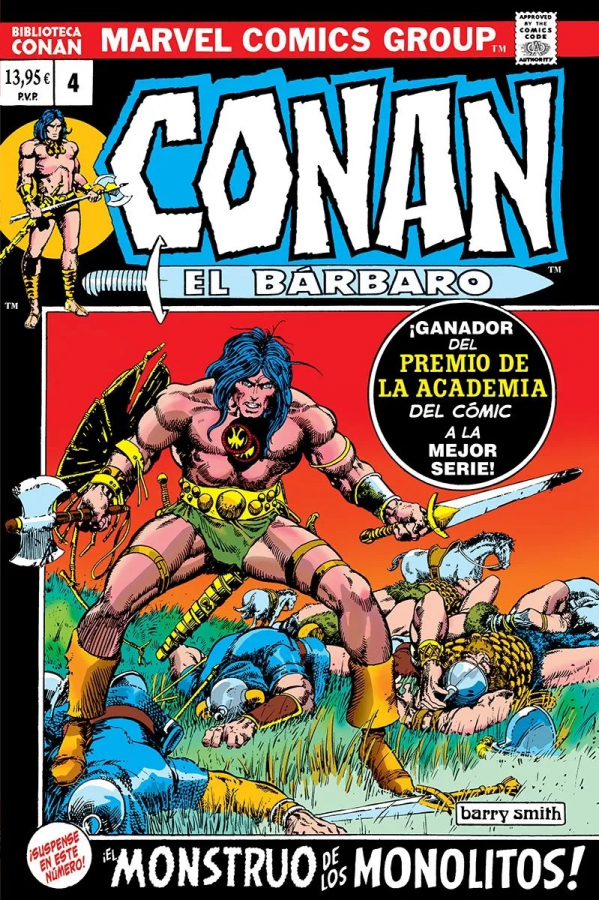 BIBLIOTECA
CONAN
MARVEL COMICS GROUP™
APPROVED
BY THE
COMICS
CODE
CA
AUTHORITY
13,95 €
P.V.P.
4
CONAN
EL BÁRBARO
™
™
¡GANADOR
DEL
PREMIO DE
LA ACADEMIA
DEL CÓMIC
A LA
MEJOR
SERIE!
barry smith
¡SUSPENSE
EN ESTE
NÚMERO!
¡EL MONSTRUO DE LOS MONOLITOS!